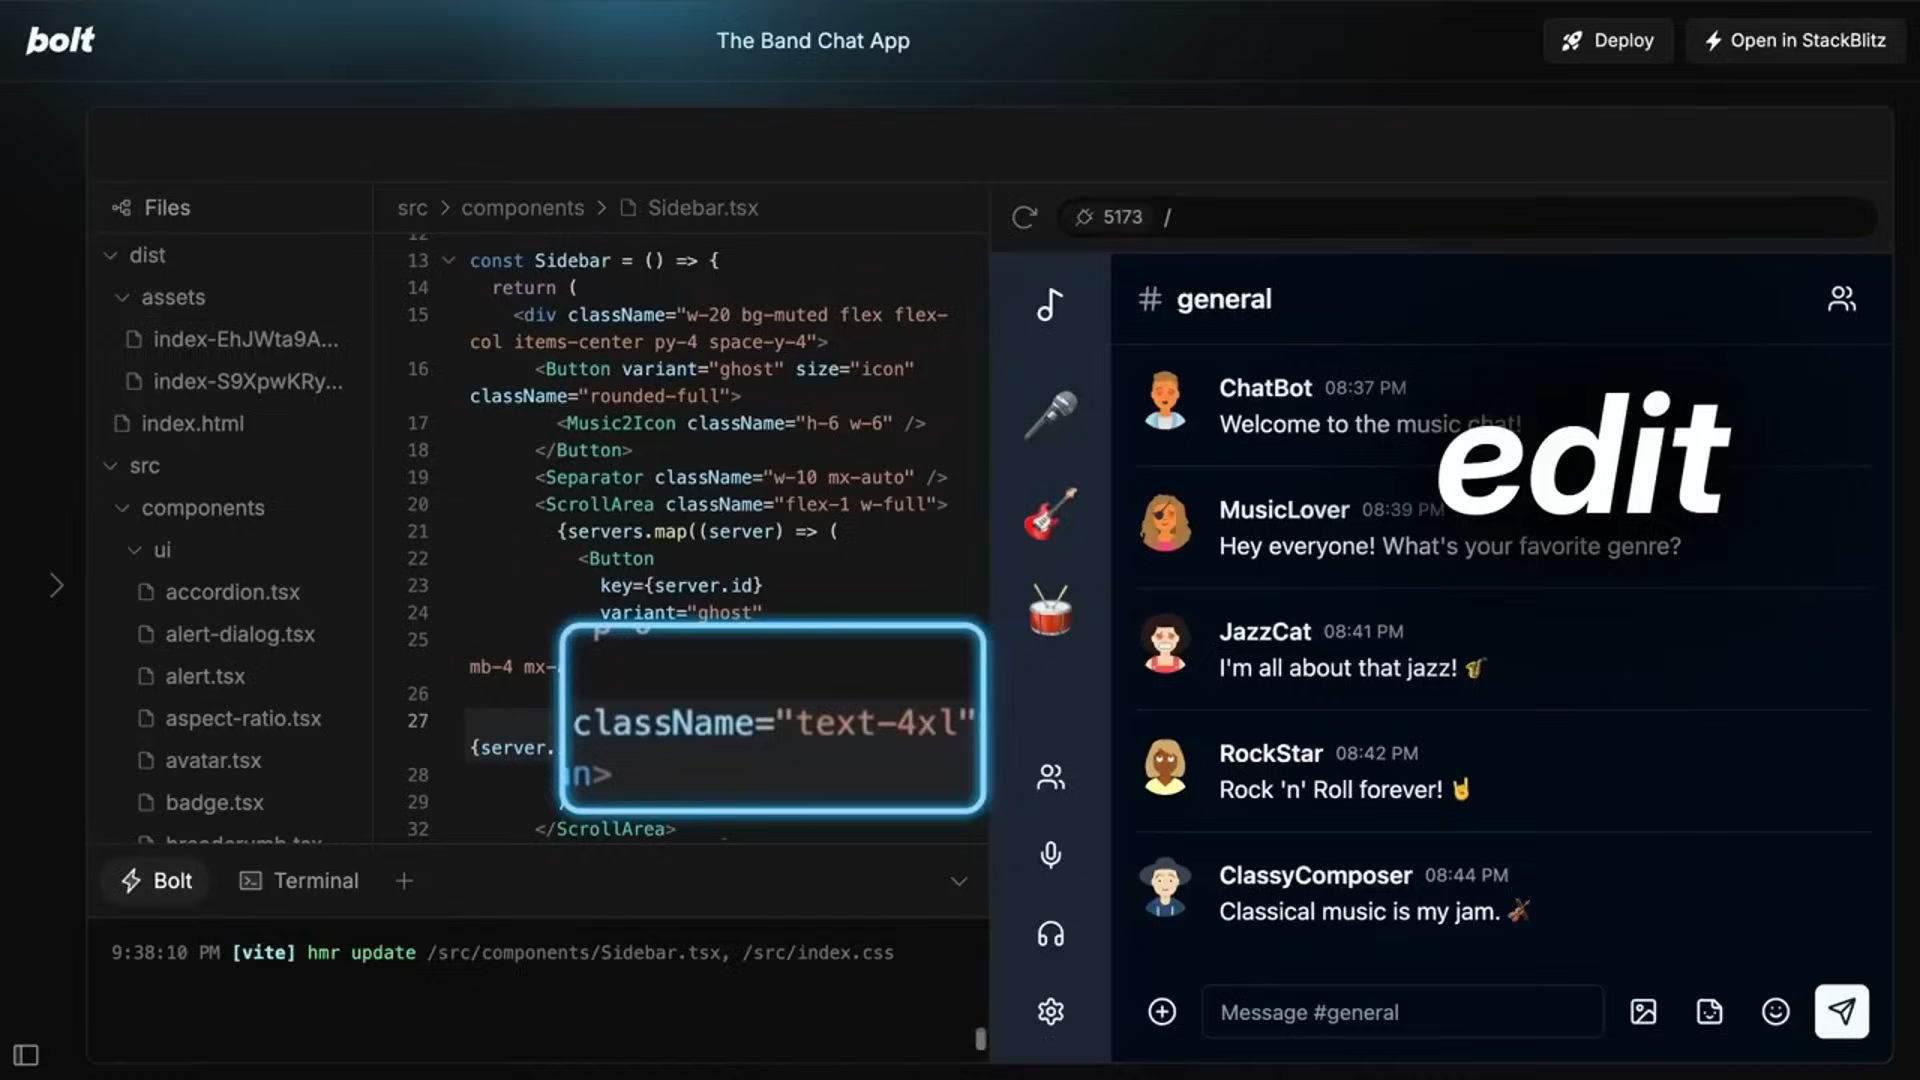 bolt
The Band Chat App
Deploy
Open in StackBlitz
Files
dist
assets
index-EhJWta9A...
index-S9XpwKRy...
index.html
src
components
ui
accordion.tsx
alert-dialog.tsx
alert.tsx
aspect-ratio.tsx
avatar.tsx
badge.tsx
src > components > Sidebar.tsx
12
13 const Sidebar = () => {
14 return (
15 <div className="w-20 bg-muted flex flex-
col items-center py-4 space-y-4">
16 <Button variant="ghost" size="icon"
className="rounded-full">
17 <Music2Icon className="h-6 w-6" />
18 </Button>
19 <Separator className="w-10 mx-auto" />
20 <ScrollArea className="flex-1 w-full">
21 {servers.map((server) => (
22 <Button
23 key={server.id}
24 variant="ghost"
25
mb-4 mx-
26
27 className="text-4xl"
{server.
n>
28
29
32 </ScrollArea>
Bolt
Terminal
9:38:10 PM [vite] hmr update /src/components/Sidebar.tsx, /src/index.css
5173 /
# general
ChatBot 08:37 PM
Welcome to the music chat!
edit
MusicLover 08:39 PM
Hey everyone! What's your favorite genre?
JazzCat 08:41 PM
I'm all about that jazz! 🎷
RockStar 08:42 PM
Rock 'n' Roll forever! 🤘
ClassyComposer 08:44 PM
Classical music is my jam. 🎻
Message #general